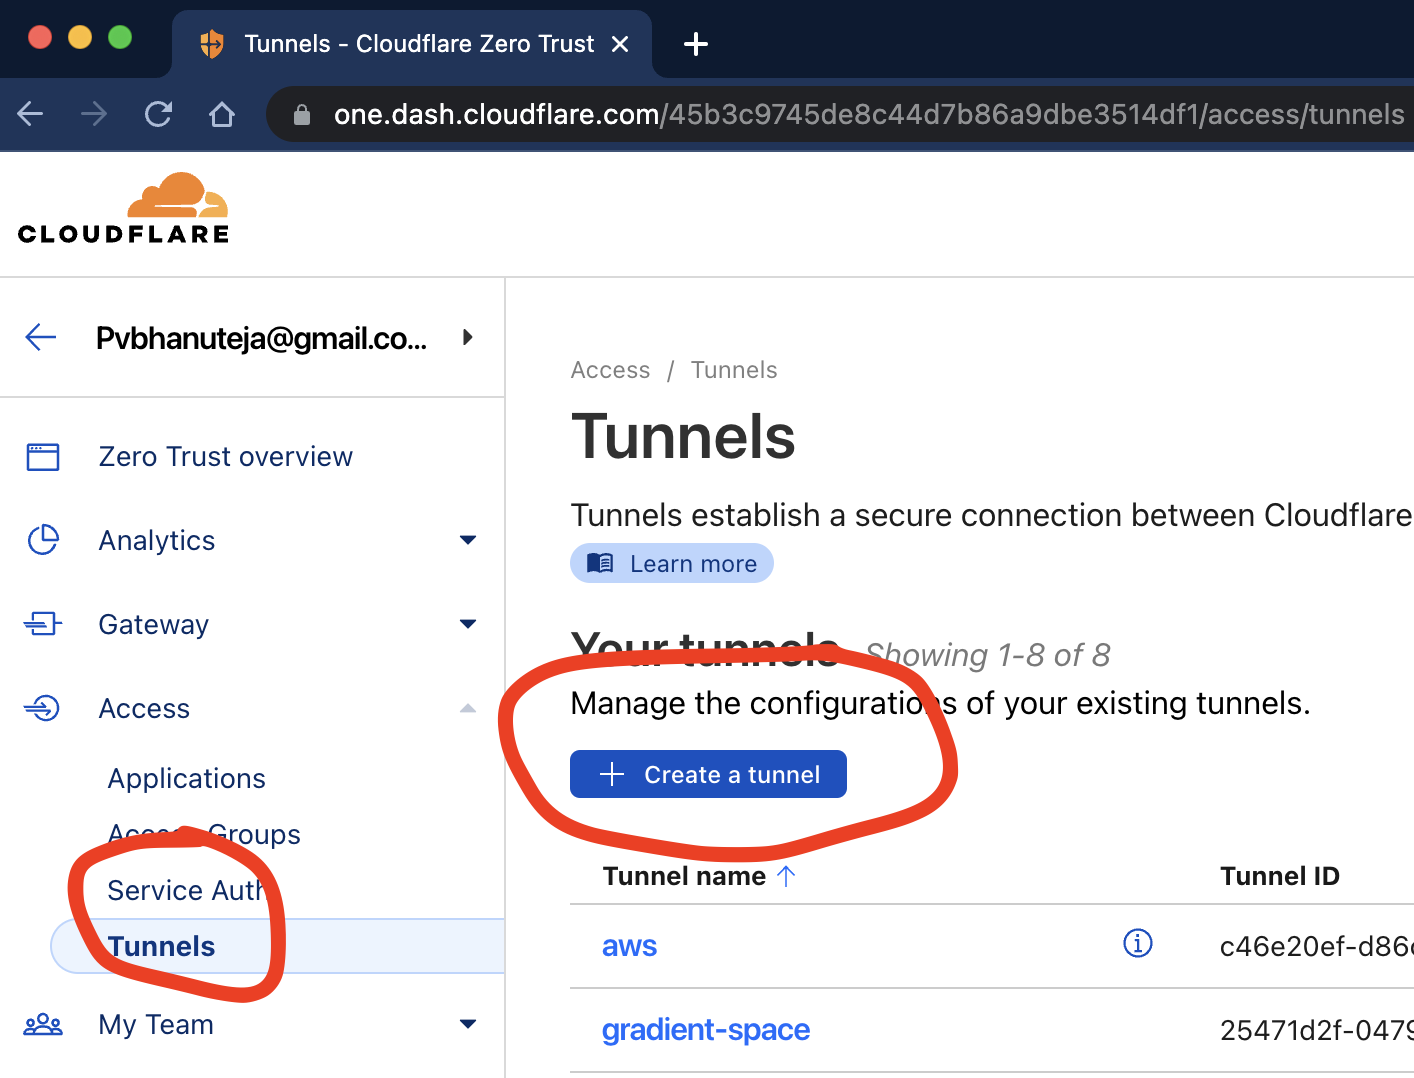 Tunnels - Cloudflare Zero Trust
one.dash.cloudflare.com/45b3c9745de8c44d7b86a9dbe3514df1/access/tunnels
CLOUDFLARE
Pvbhanuteja@gmail.co...
Zero Trust overview
Analytics
Gateway
Access
Applications
Access Groups
Service Auth
Tunnels
My Team
Access / Tunnels
Tunnels
Tunnels establish a secure connection between Cloudflare
Learn more
Your tunnels Showing 1-8 of 8
Manage the configurations of your existing tunnels.
Create a tunnel
Tunnel name Tunnel ID
aws c46e20ef-d86
gradient-space 25471d2f-0479